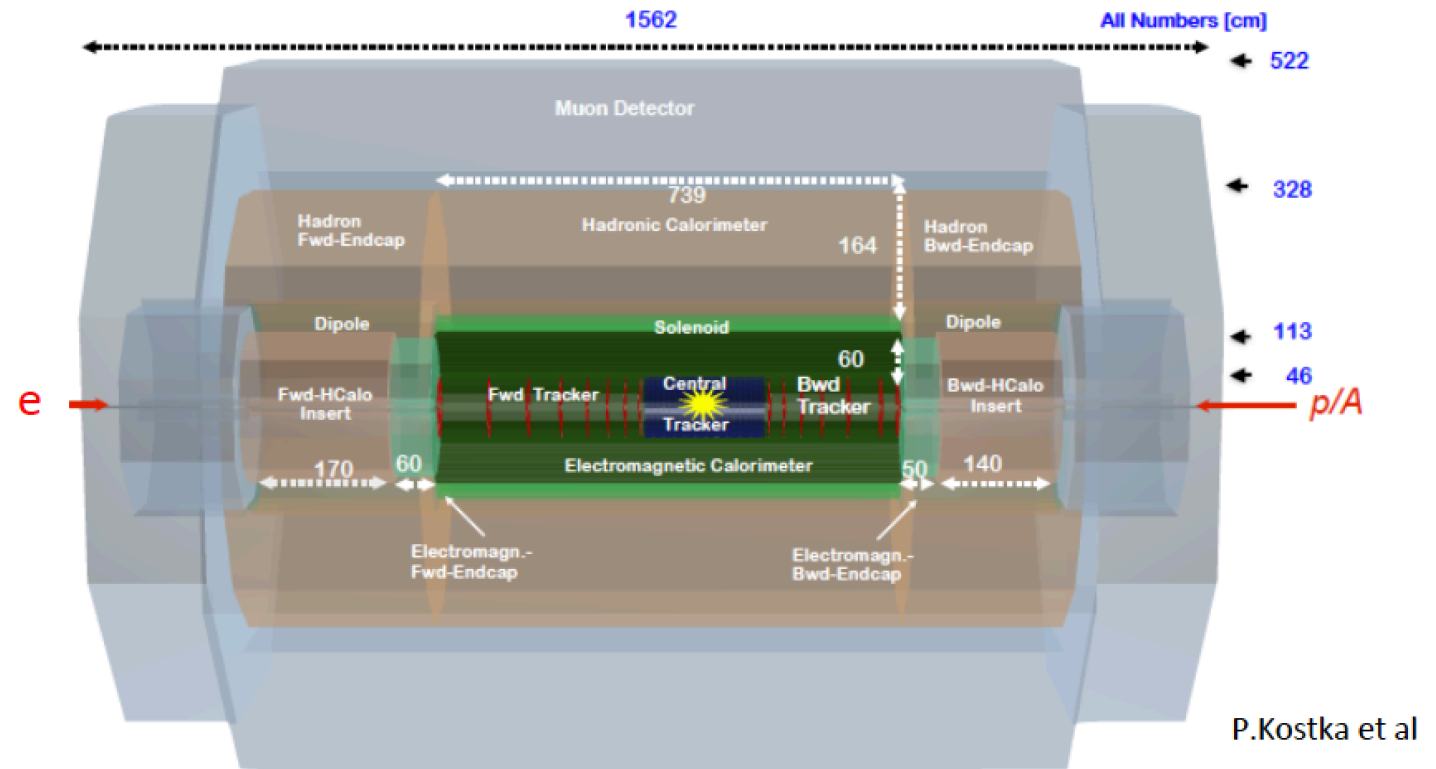 1562
All Numbers [cm]
522
Muon Detector
328
739
Hadron
Fwd-Endcap
Hadronic Calorimeter
164
Hadron
Bwd-Endcap
Dipole
Solenoid
Dipole
113
60
46
e
Fwd-HCalo
Insert
Fwd Tracker
Central
Tracker
Bwd
Tracker
Bwd-HCalo
Insert
p/A
170
60
Electromagnetic Calorimeter
50
140
Electromagn.-
Fwd-Endcap
Electromagn.-
Bwd-Endcap
P.Kostka et al